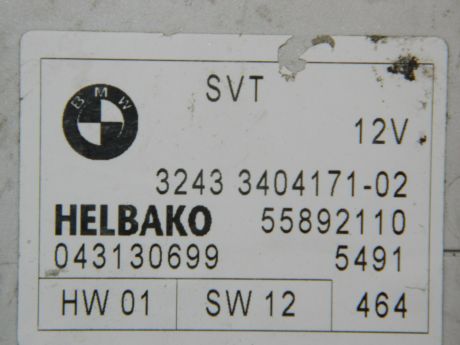 BMW
SVT
12V
3243 3404171-02
HELBAKO 55892110
043130699 5491
HW 01 SW 12 464